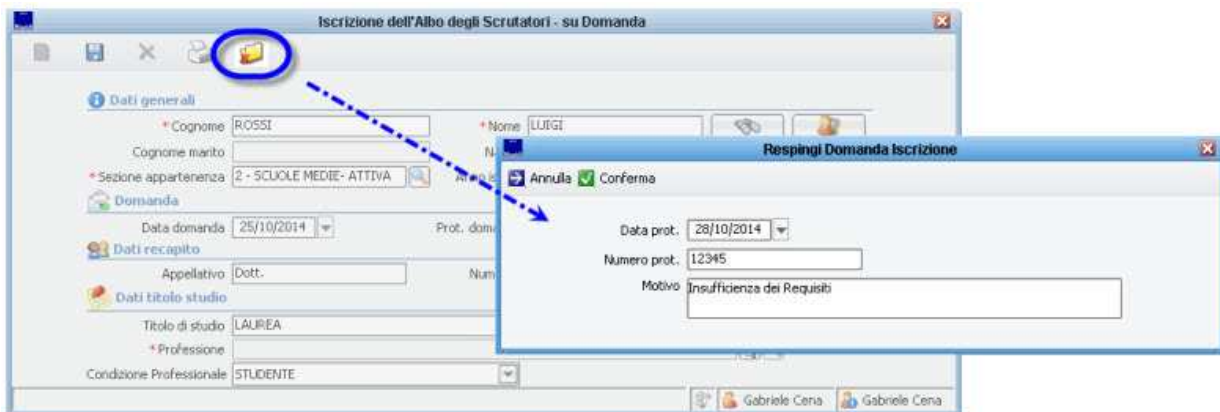 Iscrizione dell'Albo degli Scrutatori - su Domanda
Dati generali
* Cognome ROSSI * Nome LUIGI
Cognome marito
* Sezione appartenenza 2 - SCUOLE MEDIE- ATTIVA
Domanda
Data domanda 25/10/2014
Dati recapito
Appellativo Dott.
Dati titolo studio
Titolo di studio LAUREA
* Professione
Condizione Professionale STUDENTE
Gabriele Cena Gabriele Cena
Respingi Domanda Iscrizione
Annulla Conferma
Data prot. 28/10/2014
Numero prot. 12345
Motivo Insufficienza dei Requisiti